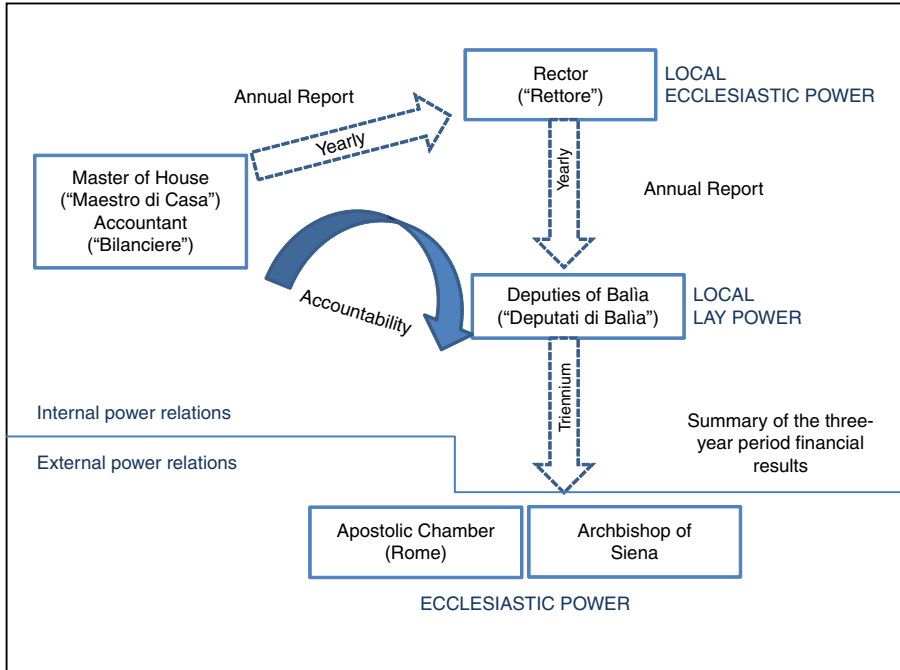 Rector
("Rettore")
LOCAL
ECCLESIASTIC POWER
Annual Report
Yearly
Master of House
("Maestro di Casa")
Accountant
("Bilanciere")
Yearly
Annual Report
Accountability
Deputies of Balìa
("Deputati di Balìa")
LOCAL
LAY POWER
Triennium
Internal power relations
External power relations
Summary of the three-
year period financial
results
Apostolic Chamber
(Rome)
Archbishop of
Siena
ECCLESIASTIC POWER